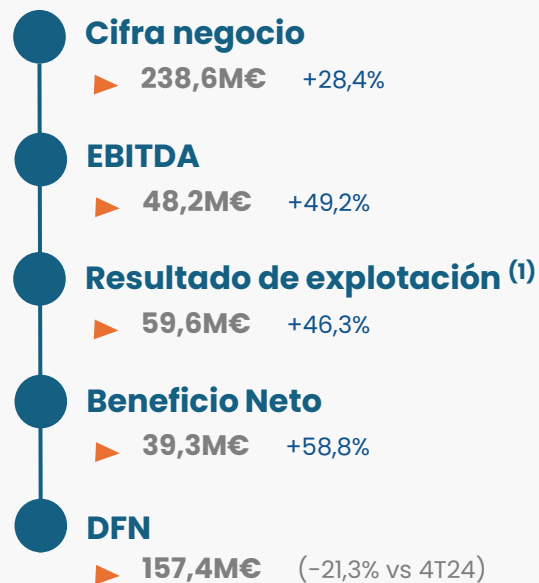 Cifra negocio
238,6M€ +28,4%
EBITDA
48,2M€ +49,2%
Resultado de explotación (1)
59,6M€ +46,3%
Beneficio Neto
39,3M€ +58,8%
DFN
157,4M€ (-21,3% vs 4T24)